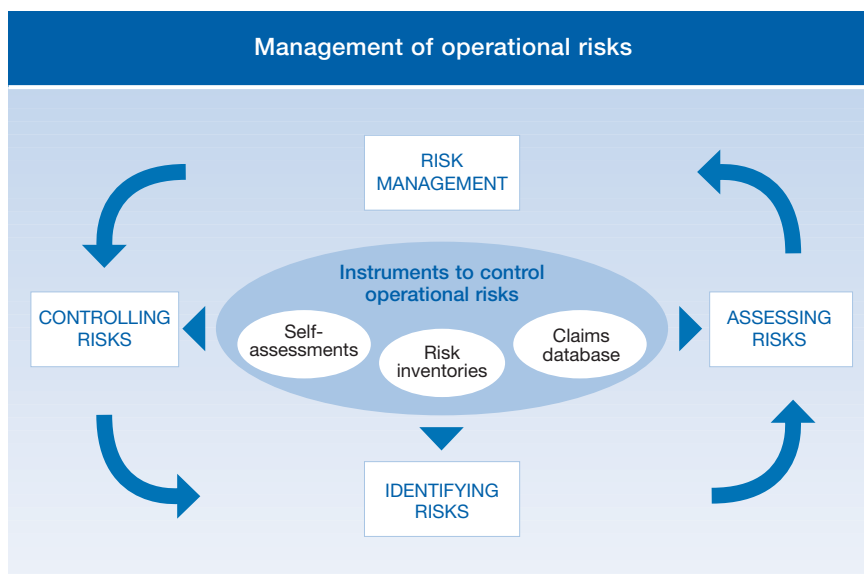 Management of operational risks
RISK
MANAGEMENT
Instruments to control
operational risks
CONTROLLING
RISKS
Self-
assessments
Risk
inventories
Claims
database
ASSESSING
RISKS
IDENTIFYING
RISKS